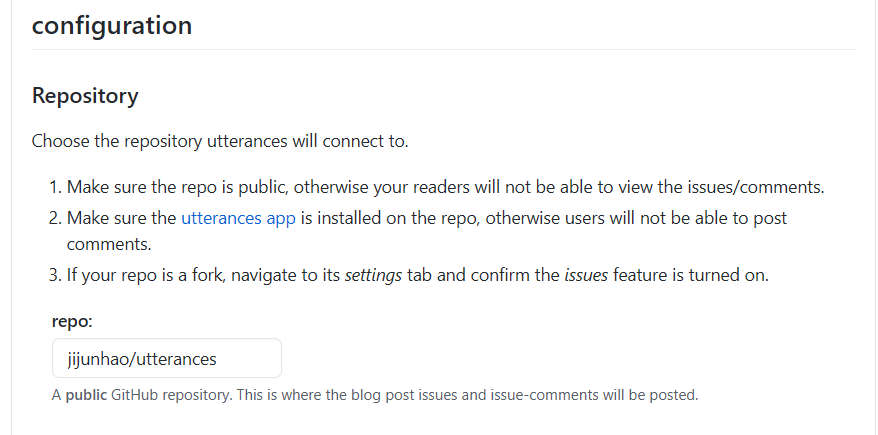 configuration
Repository
Choose the repository utterances will connect to.
1. Make sure the repo is public, otherwise your readers will not be able to view the issues/comments.
2. Make sure the utterances app is installed on the repo, otherwise users will not be able to post
comments.
3. If your repo is a fork, navigate to its settings tab and confirm the issues feature is turned on.
repo:
jijunhao/utterances
A public GitHub repository. This is where the blog post issues and issue-comments will be posted.